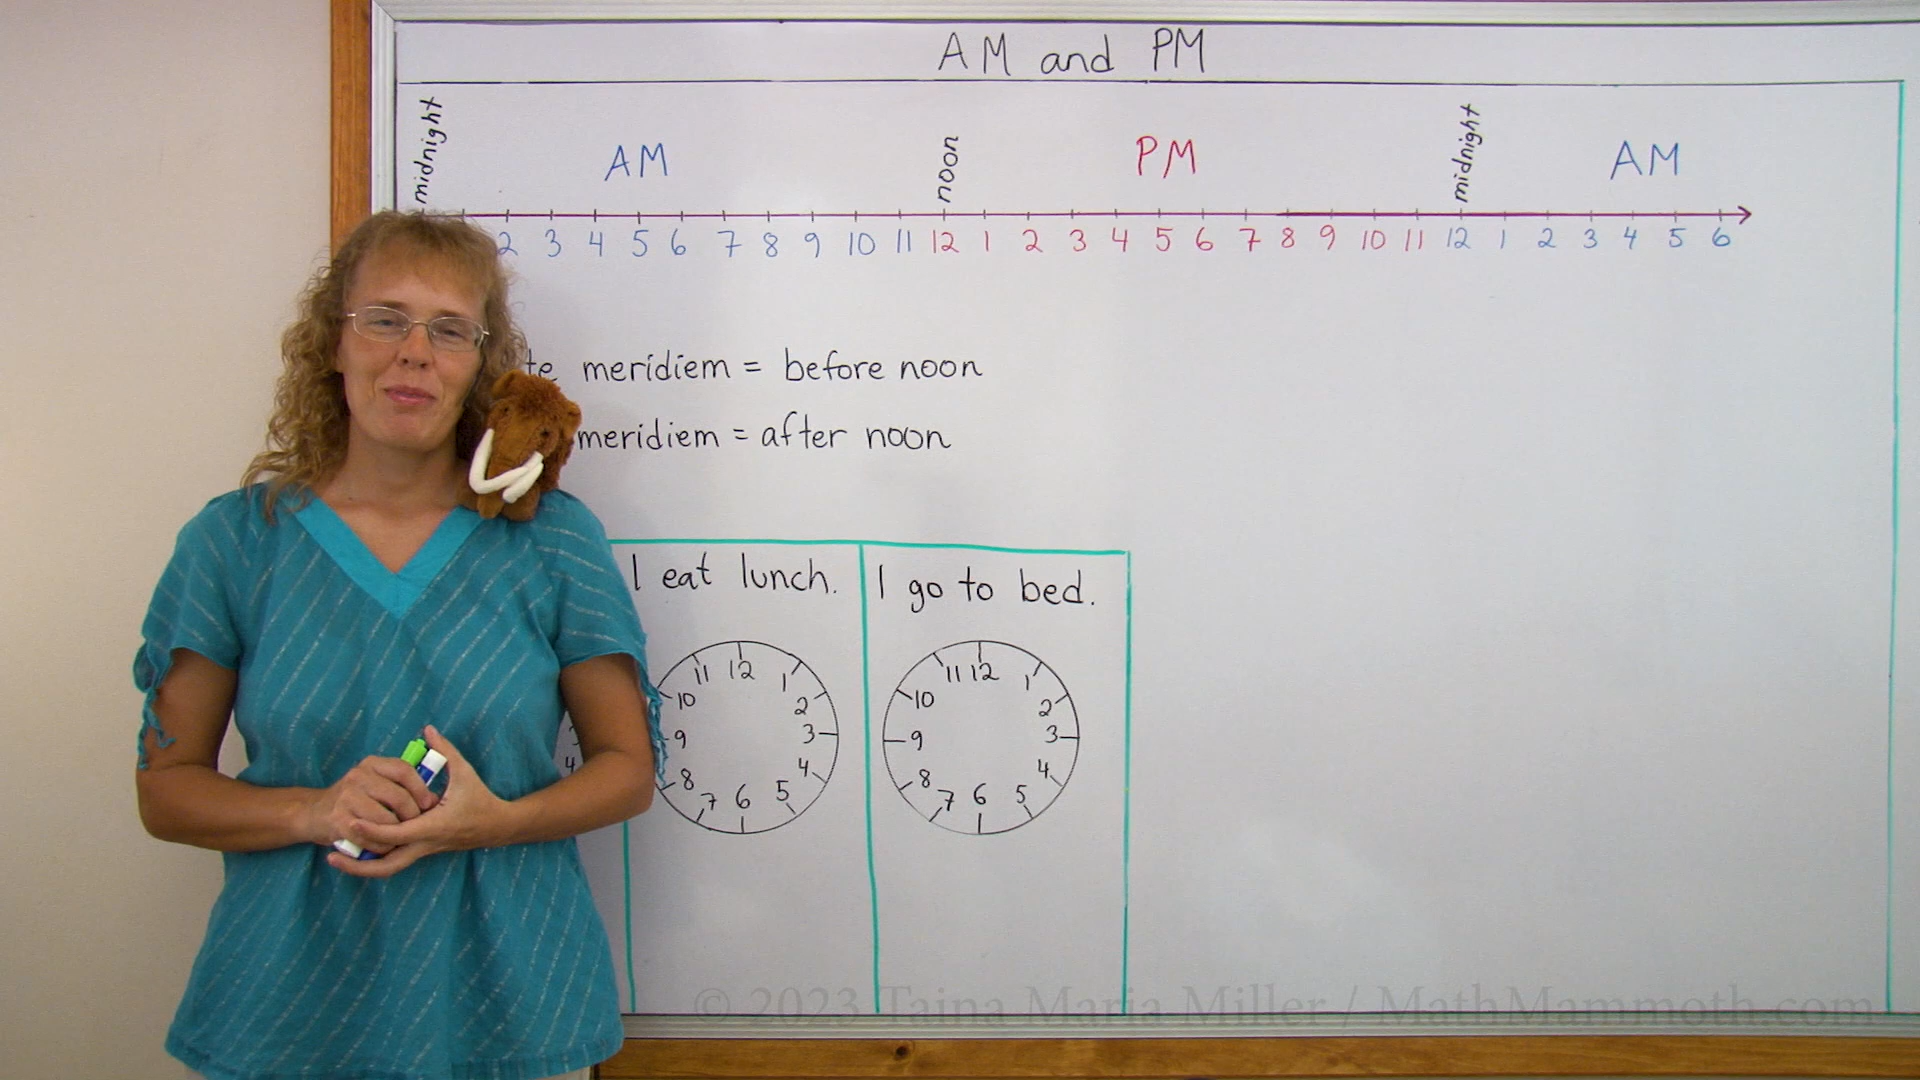 AM and PM
midnight AM noon PM midnight AM
2 3 4 5 6 7 8 9 10 11 12 1 2 3 4 5 6 7 8 9 10 11 12 1 2 3 4 5 6
meridiem = before noon
meridiem = after noon
I eat lunch. I go to bed.
11 12 1 2 3 4 5 6 7 8 9 10
11 12 1 2 3 4 5 6 7 8 9 10
© 2023 Taina Maria Miller / MathMammoth.com